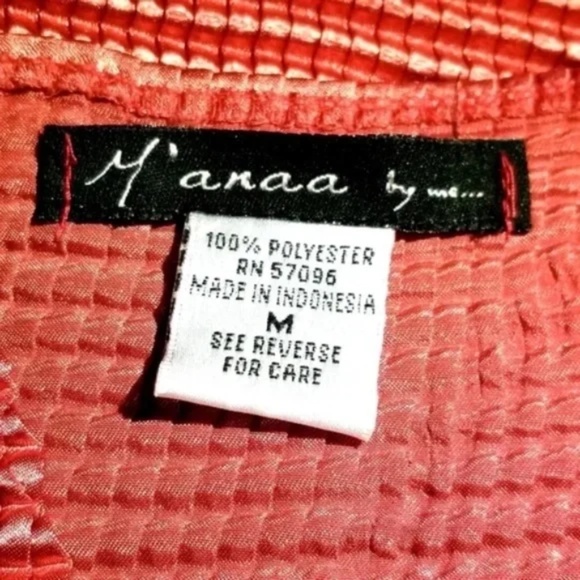 M'anaa by me...
100% POLYESTER
RN 57096
MADE IN INDONESIA
M
SEE REVERSE
FOR CARE